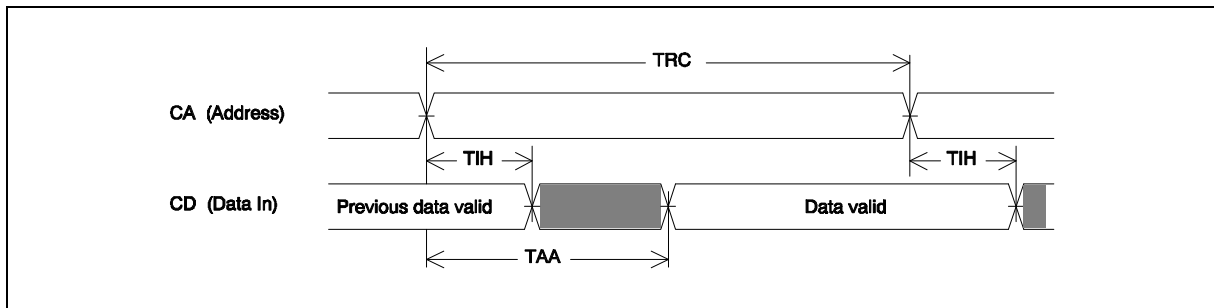 TRC
CA (Address)
TIH
TIH
CD (Data In)
Previous data valid
Data valid
TAA